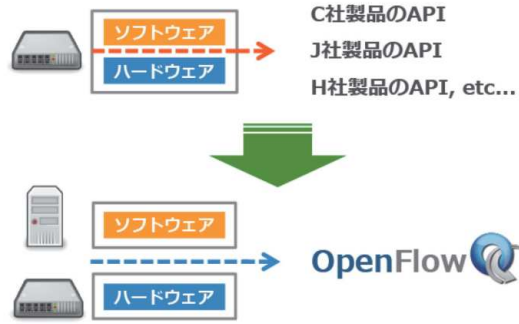 ソフトウェア
ハードウェア
C社製品のAPI
J社製品のAPI
H社製品のAPI, etc...
ソフトウェア
ハードウェア
OpenFlow